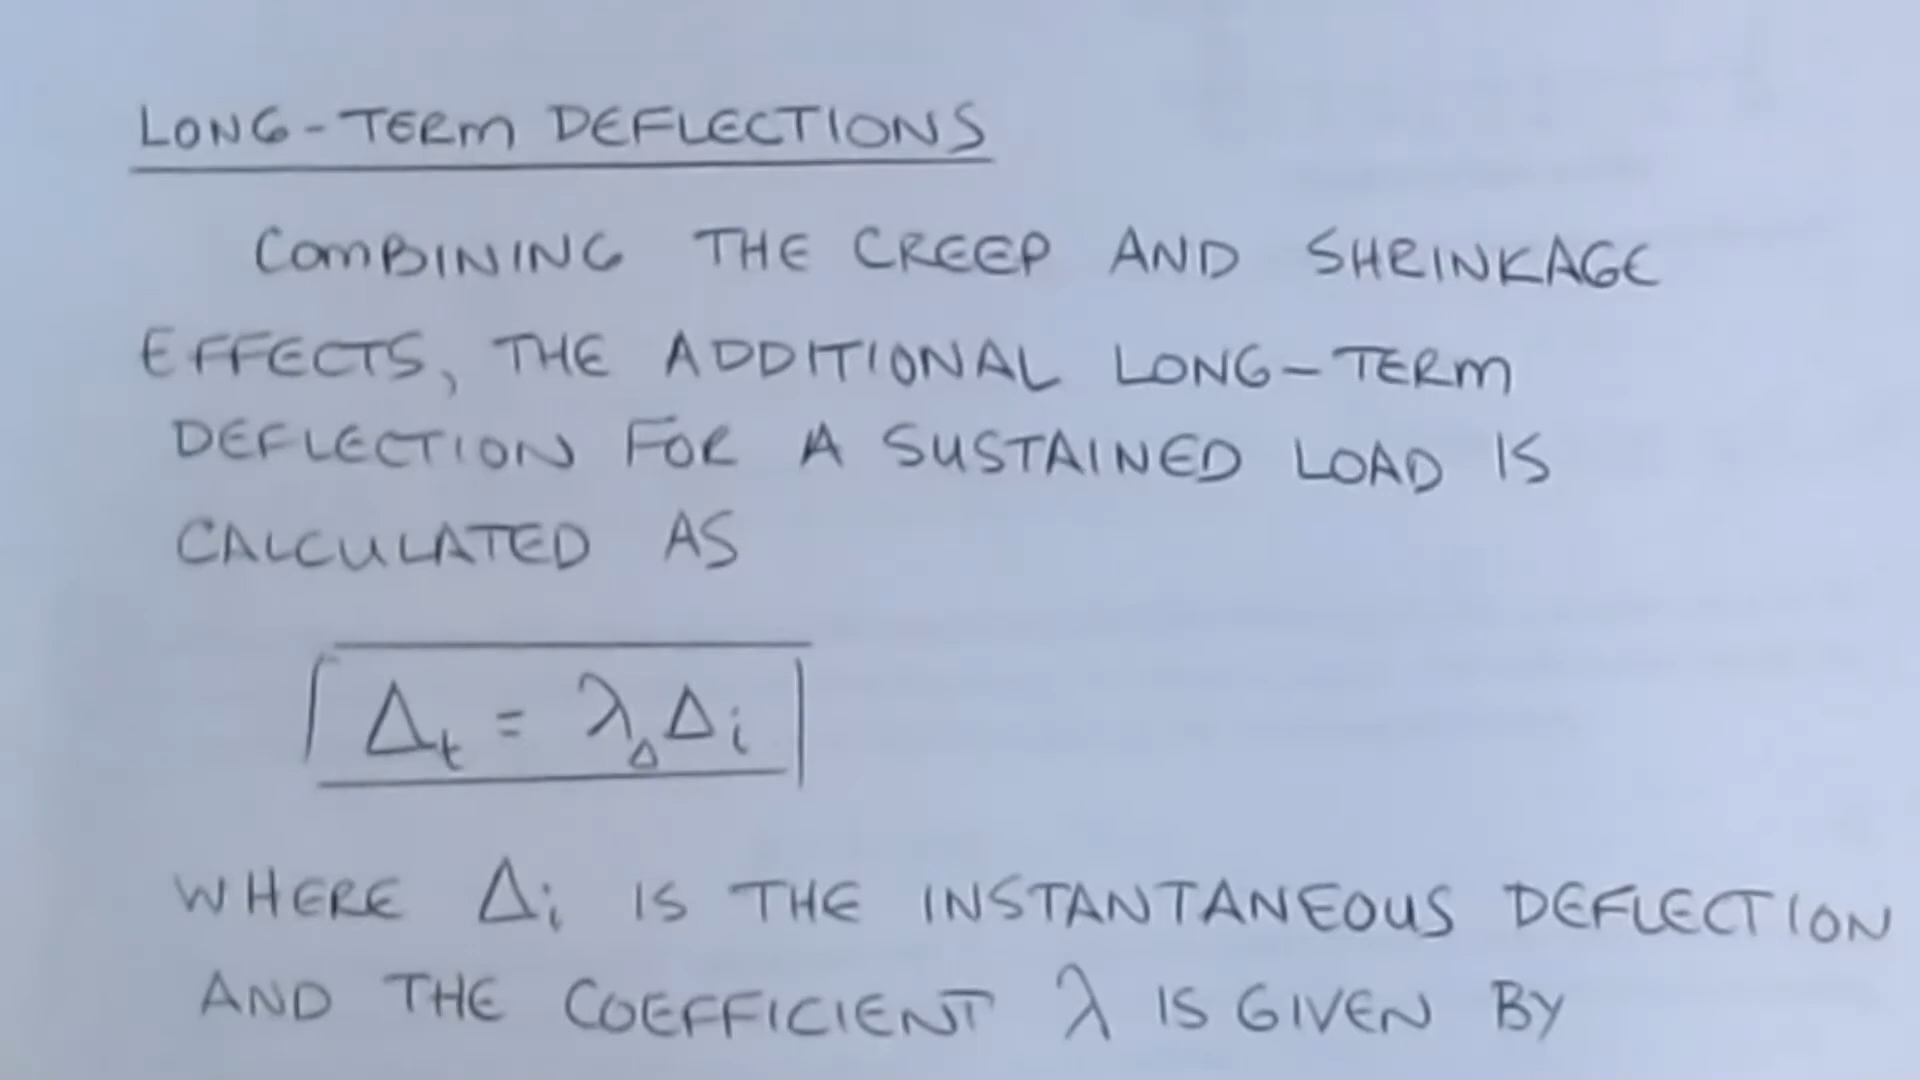 LONG-TERM DEFLECTIONS
COMBINING THE CREEP AND SHRINKAGE
EFFECTS, THE ADDITIONAL LONG-TERM
DEFLECTION FOR A SUSTAINED LOAD IS
CALCULATED AS
Δt = λΔ Δi
WHERE Δi IS THE INSTANTANEOUS DEFLECTION
AND THE COEFFICIENT λ IS GIVEN BY